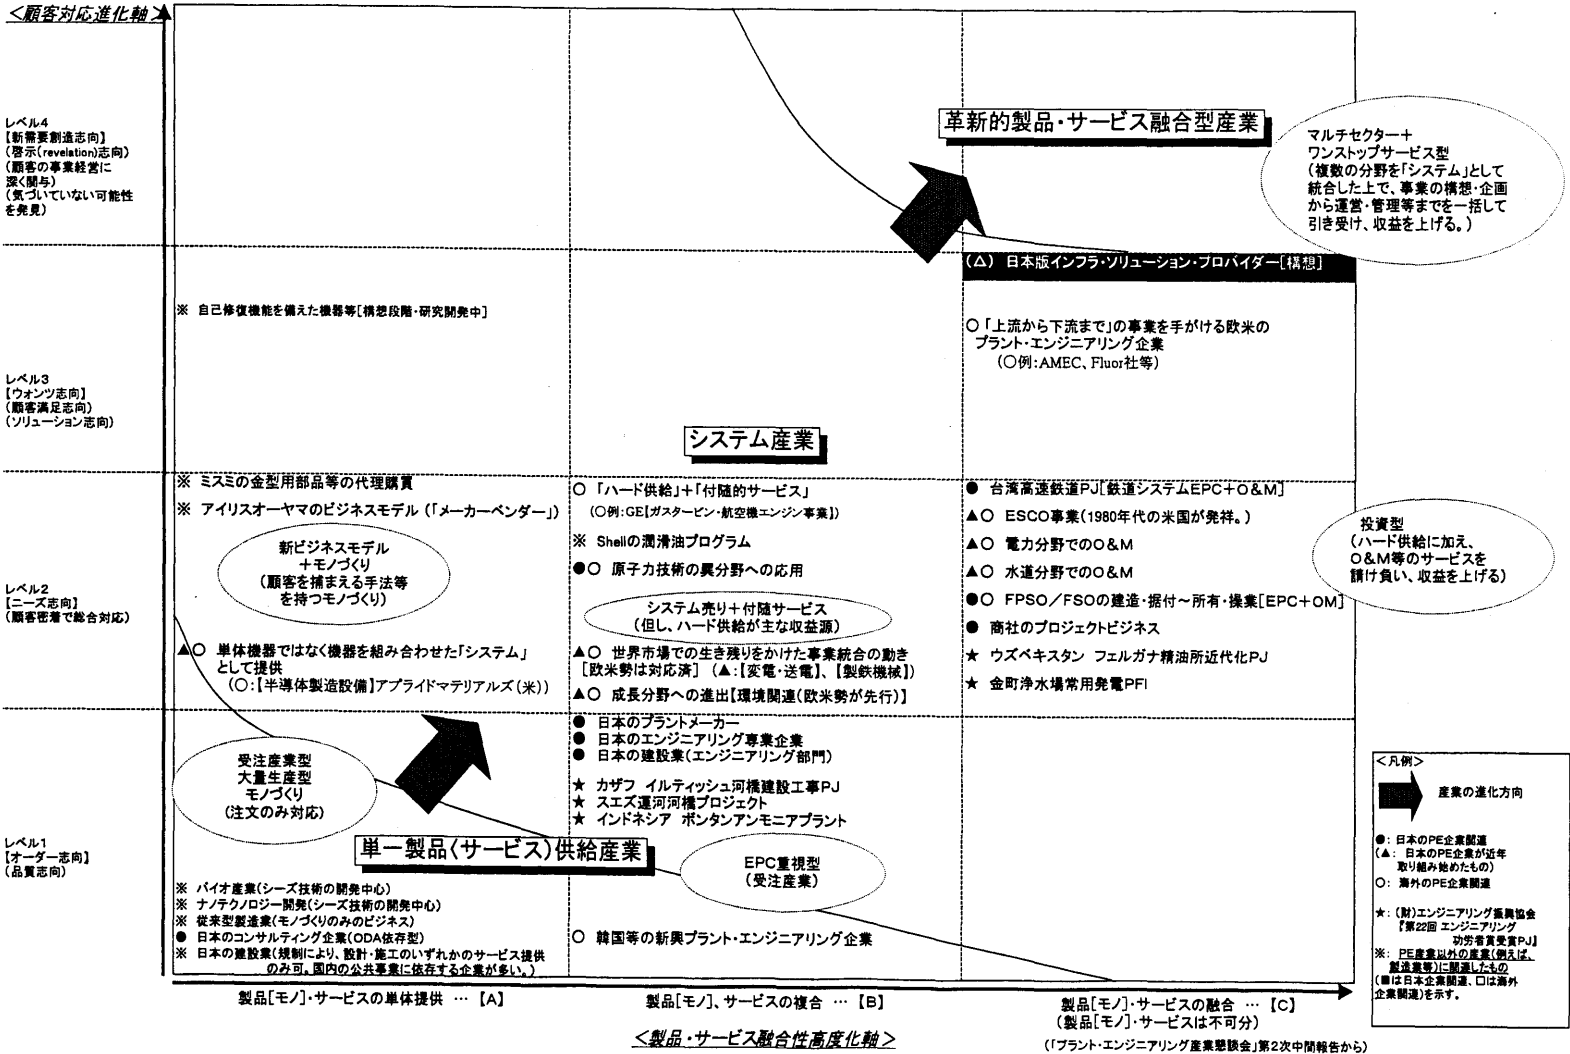 ＜顧客対応進化軸＞
レベル4
【新需要創造志向】
(啓示(revelation)志向)
(顧客の事業経営に
深く関与)
(気づいていない可能性
を発見)
革新的製品・サービス融合型産業
マルチセクター＋
ワンストップサービス型
(複数の分野を「システム」として
統合した上で、事業の構想・企画
から運営・管理等までを一括して
引き受け、収益を上げる。)
(△) 日本版インフラ・ソリューション・プロバイダー[構想]
※ 自己修復機能を備えた機器等[構想段階・研究開発中]
○「上流から下流まで」の事業を手がける欧米の
プラント・エンジニアリング企業
(○例:AMEC、Fluor社等)
レベル3
【ウォンツ志向】
(顧客満足志向)
(ソリューション志向)
システム産業
※ ミスミの金型用部品等の代理購買
※ アイリスオーヤマのビジネスモデル (「メーカーベンダー」)
新ビジネスモデル
＋モノづくり
(顧客を捕まえる手法等
を持つモノづくり)
○ 「ハード供給」＋「付随的サービス」
(○例:GE【ガスタービン・航空機エンジン事業】)
※ Shellの潤滑油プログラム
●○ 原子力技術の異分野への応用
システム売り＋付随サービス
(但し、ハード供給が主な収益源)
● 台湾高速鉄道PJ[鉄道システムEPC＋O&M]
▲○ ESCO事業(1980年代の米国が発祥。)
▲○ 電力分野でのO&M
▲○ 水道分野でのO&M
●○ FPSO／FSOの建造・据付～所有・操業[EPC＋OM]
● 商社のプロジェクトビジネス
★ ウズベキスタン フェルガナ精油所近代化PJ
★ 金町浄水場常用発電PFI
投資型
(ハード供給に加え、
O&M等のサービスを
請け負い、収益を上げる)
レベル2
【ニーズ志向】
(顧客密着で総合対応)
▲○ 単体機器ではなく機器を組み合わせた「システム」
として提供
(○:【半導体製造設備】アプライドマテリアルズ(米))
▲○ 世界市場での生き残りをかけた事業統合の動き
[欧米勢は対応済] (▲:【変電・送電】、【製鉄機械】)
▲○ 成長分野への進出【環境関連(欧米勢が先行)】
受注産業型
大量生産型
モノづくり
(注文のみ対応)
● 日本のプラントメーカー
● 日本のエンジニアリング専業企業
● 日本の建設業(エンジニアリング部門)
★ カザフ イルティッシュ河橋建設工事PJ
★ スエズ運河河橋プロジェクト
★ インドネシア ボンタンアンモニアプラント
単一製品(サービス)供給産業
EPC重視型
(受注産業)
レベル1
【オーダー志向】
(品質志向)
※ バイオ産業(シーズ技術の開発中心)
※ ナノテクノロジー開発(シーズ技術の開発中心)
※ 従来型製造業(モノづくりのみのビジネス)
● 日本のコンサルティング企業(ODA依存型)
※ 日本の建設業(規制により、設計・施工のいずれかのサービス提供
のみ可。国内の公共事業に依存する企業が多い。)
○ 韓国等の新興プラント・エンジニアリング企業
＜凡例＞
産業の進化方向
●: 日本のPE企業関連
(▲: 日本のPE企業が近年
取り組み始めたもの)
○: 海外のPE企業関連
★: (財)エンジニアリング振興協会
『第22回 エンジニアリング
功労者賞受賞PJ』
※: PE産業以外の産業(例えば、
製造業等)に関連したもの
(■は日本企業関連、□は海外
企業関連)を示す。
製品[モノ]・サービスの単体提供 … 【A】
製品[モノ]、サービスの複合 … 【B】
製品[モノ]・サービスの融合 … 【C】
(製品[モノ]・サービスは不可分)
＜製品・サービス融合性高度化軸＞
(「プラント・エンジニアリング産業懇談会」第2次中間報告から)